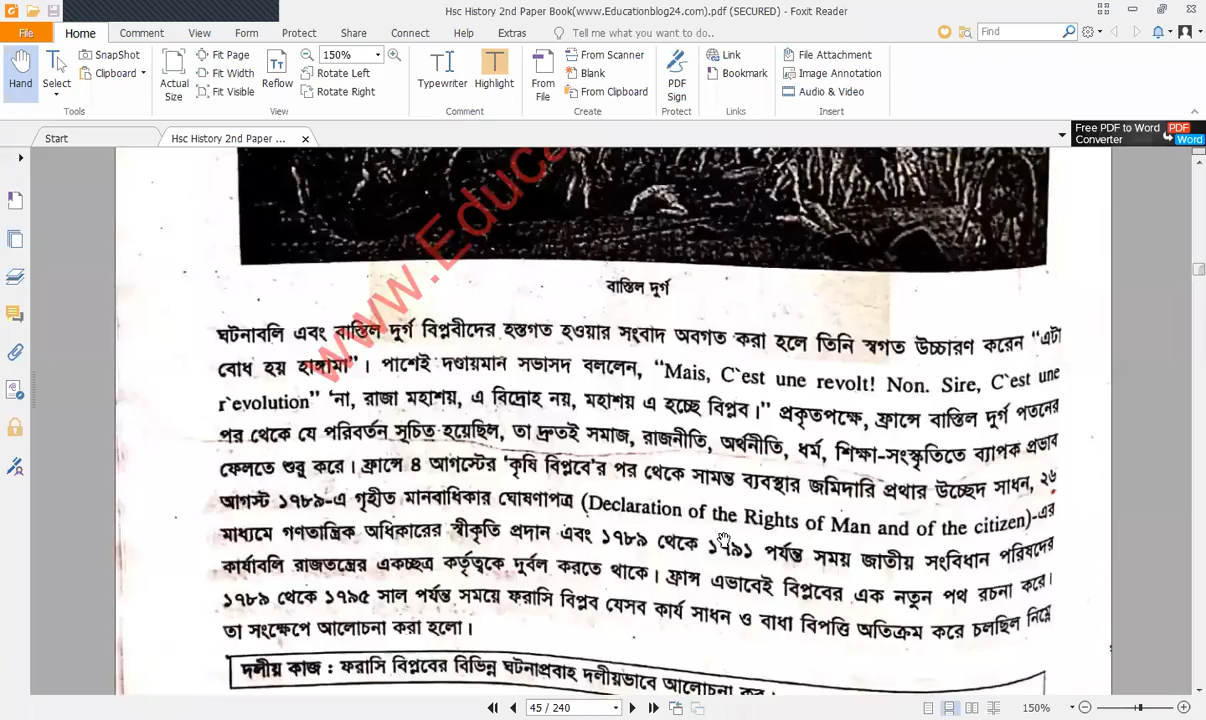 Hsc History 2nd Paper Book(www.Educationblog24.com).pdf (SECURED) - Foxit Reader
File Home Comment View Form Protect Share Connect Help Extras Tell me what you want to do.. Find
Hand Select SnapShot Clipboard Actual Size Fit Page Fit Width Fit Visible Reflow 150% Rotate Left Rotate Right Typewriter Highlight From File From Scanner Blank From Clipboard PDF Sign Link Bookmark File Attachment Image Annotation Audio & Video
Tools View Comment Create Protect Links Insert
Start Hsc History 2nd Paper ... Free PDF to Word Converter PDF Word
www.Educ
বাস্তিল দুর্গ
ঘটনাবলি এবং বাস্তিল দুর্গ বিপ্লবীদের হস্তগত হওয়ার সংবাদ অবগত করা হলে তিনি স্বগত উচ্চারণ করেন “এটা
বোধ হয় হাঙ্গামা”। পাশেই দণ্ডায়মান সভাসদ বললেন, “Mais, C`est une revolt! Non. Sire, C`est une
r`evolution” ‘না, রাজা মহাশয়, এ বিদ্রোহ নয়, মহাশয় এ হচ্ছে বিপ্লব।” প্রকৃতপক্ষে, ফ্রান্সে বাস্তিল দুর্গ পতনের
পর থেকে যে পরিবর্তন সূচিত হয়েছিল, তা দ্রুতই সমাজ, রাজনীতি, অর্থনীতি, ধর্ম, শিক্ষা-সংস্কৃতিতে ব্যাপক প্রভাব
ফেলতে শুরু করে। ফ্রান্সে ৪ আগস্টের ‘কৃষি বিপ্লবে’র পর থেকে সামন্ত ব্যবস্থার জমিদারি প্রথার উচ্ছেদ সাধন, ২৬
আগস্ট ১৭৮৯-এ গৃহীত মানবাধিকার ঘোষণাপত্র (Declaration of the Rights of Man and of the citizen)-এর
মাধ্যমে গণতান্ত্রিক অধিকারের স্বীকৃতি প্রদান এবং ১৭৮৯ থেকে ১৭৯১ পর্যন্ত সময় জাতীয় সংবিধান পরিষদের
কার্যাবলি রাজতন্ত্রের একচ্ছত্র কর্তৃত্বকে দুর্বল করতে থাকে। ফ্রান্স এভাবেই বিপ্লবের এক নতুন পথ রচনা করে।
১৭৮৯ থেকে ১৭৯৫ সাল পর্যন্ত সময়ে ফরাসি বিপ্লব যেসব কার্য সাধন ও বাধা বিপত্তি অতিক্রম করে চলছিল নিম্নে
তা সংক্ষেপে আলোচনা করা হলো।
দলীয় কাজ : ফরাসি বিপ্লবের বিভিন্ন ঘটনাপ্রবাহ দলীয়ভাবে আলোচনা কর।
45 / 240 150%